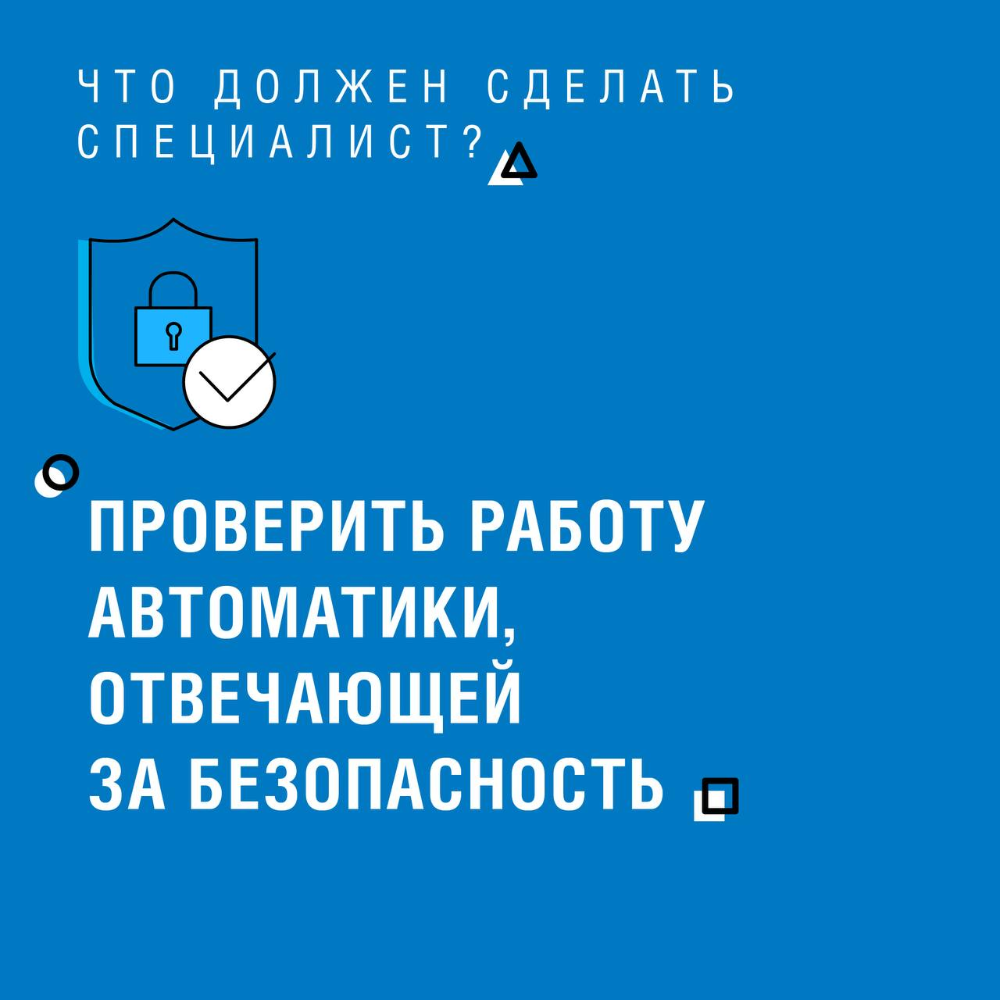 ЧТО ДОЛЖЕН СДЕЛАТЬ
СПЕЦИАЛИСТ?
ПРОВЕРИТЬ РАБОТУ
АВТОМАТИКИ,
ОТВЕЧАЮЩЕЙ
ЗА БЕЗОПАСНОСТЬ